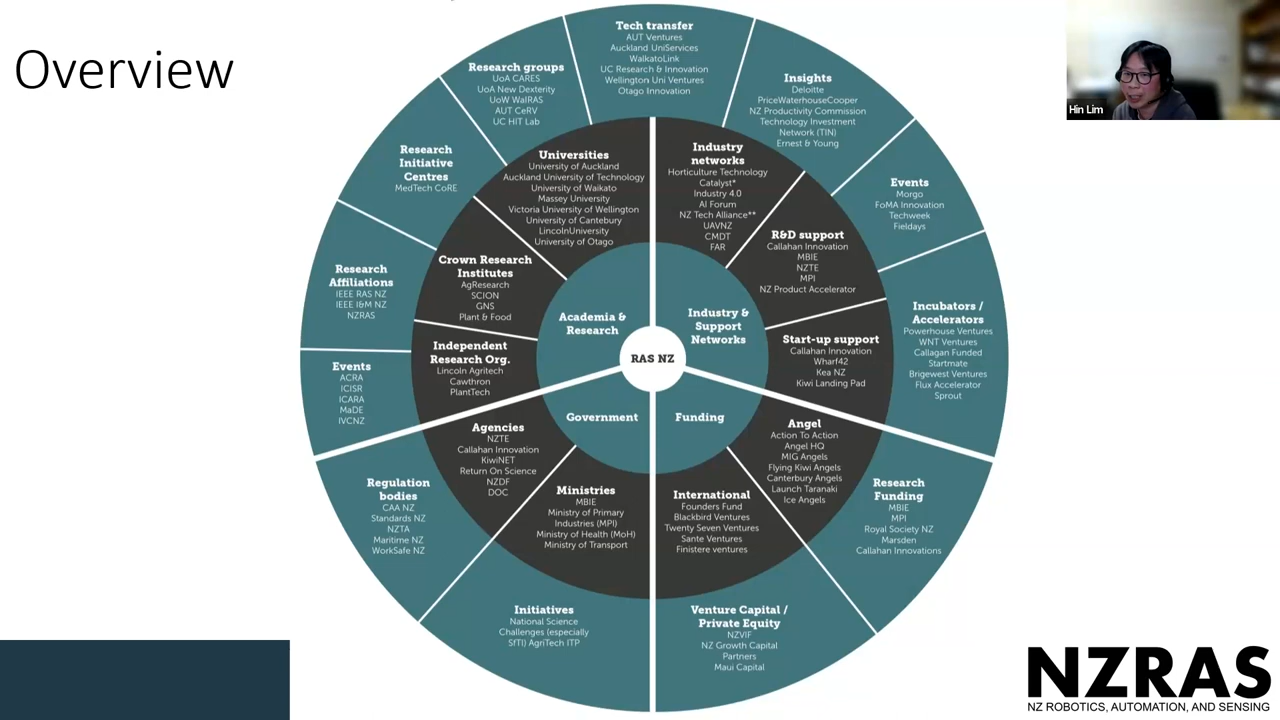 Overview
Tech transfer
AUT Ventures
Auckland UniServices
WalkatoLink
UC Research & Innovation
Wellington Uni Ventures
Otago Innovation
Insights
Deloitte
PriceWaterhouseCooper
NZ Productivity Commission
Technology Investment
Network (TIN)
Ernest & Young
Events
Morgo
FoMA Innovation
Techweek
Fieldays
Incubators /
Accelerators
Powerhouse Ventures
WNT Ventures
Callagan Funded
Startmate
Brigewest Ventures
Flux Accelerator
Sprout
Research
Funding
MBIE
MPI
Royal Society NZ
Marsden
Callahan Innovations
Venture Capital /
Private Equity
NZVIF
NZ Growth Capital
Partners
Maui Capital
Initiatives
National Science
Challenges (especially
SfTI) AgriTech ITP
Regulation
bodies
CAA NZ
Standards NZ
NZTA
Maritime NZ
WorkSafe NZ
Events
ACRA
ICISR
ICARA
MaDE
IVCNZ
Research
Affiliations
IEEE RAS NZ
IEEE I&M NZ
NZRAS
Research
Initiative
Centres
MedTech CoRE
Research groups
UoA CARES
UoA New Dexterity
UoW WaIRAS
AUT CeRV
UC HIT Lab
Universities
University of Auckland
Auckland University of Technology
University of Waikato
Massey University
Victoria University of Wellington
University of Cantebury
LincolnUniversity
University of Otago
Industry
networks
Horticulture Technology
Catalyst*
Industry 4.0
AI Forum
NZ Tech Alliance**
UAVNZ
CMDT
FAR
R&D support
Callahan Innovation
MBIE
NZTE
MPI
NZ Product Accelerator
Start-up support
Callahan Innovation
Wharf42
Kea NZ
Kiwi Landing Pad
Angel
Action To Action
Angel HQ
MIG Angels
Flying Kiwi Angels
Canterbury Angels
Launch Taranaki
Ice Angels
International
Founders Fund
Blackbird Ventures
Twenty Seven Ventures
Sante Ventures
Finistere ventures
Ministries
MBIE
Ministry of Primary
Industries (MPI)
Ministry of Health (MoH)
Ministry of Transport
Agencies
NZTE
Callahan Innovation
KiwiNET
Return On Science
NZDF
DOC
Independent
Research Org.
Lincoln Agritech
Cawthron
PlantTech
Crown Research
Institutes
AgResearch
SCION
GNS
Plant & Food
Academia &
Research
Industry &
Support
Networks
RAS NZ
Government
Funding
Hin Lim
NZRAS
NZ ROBOTICS, AUTOMATION, AND SENSING